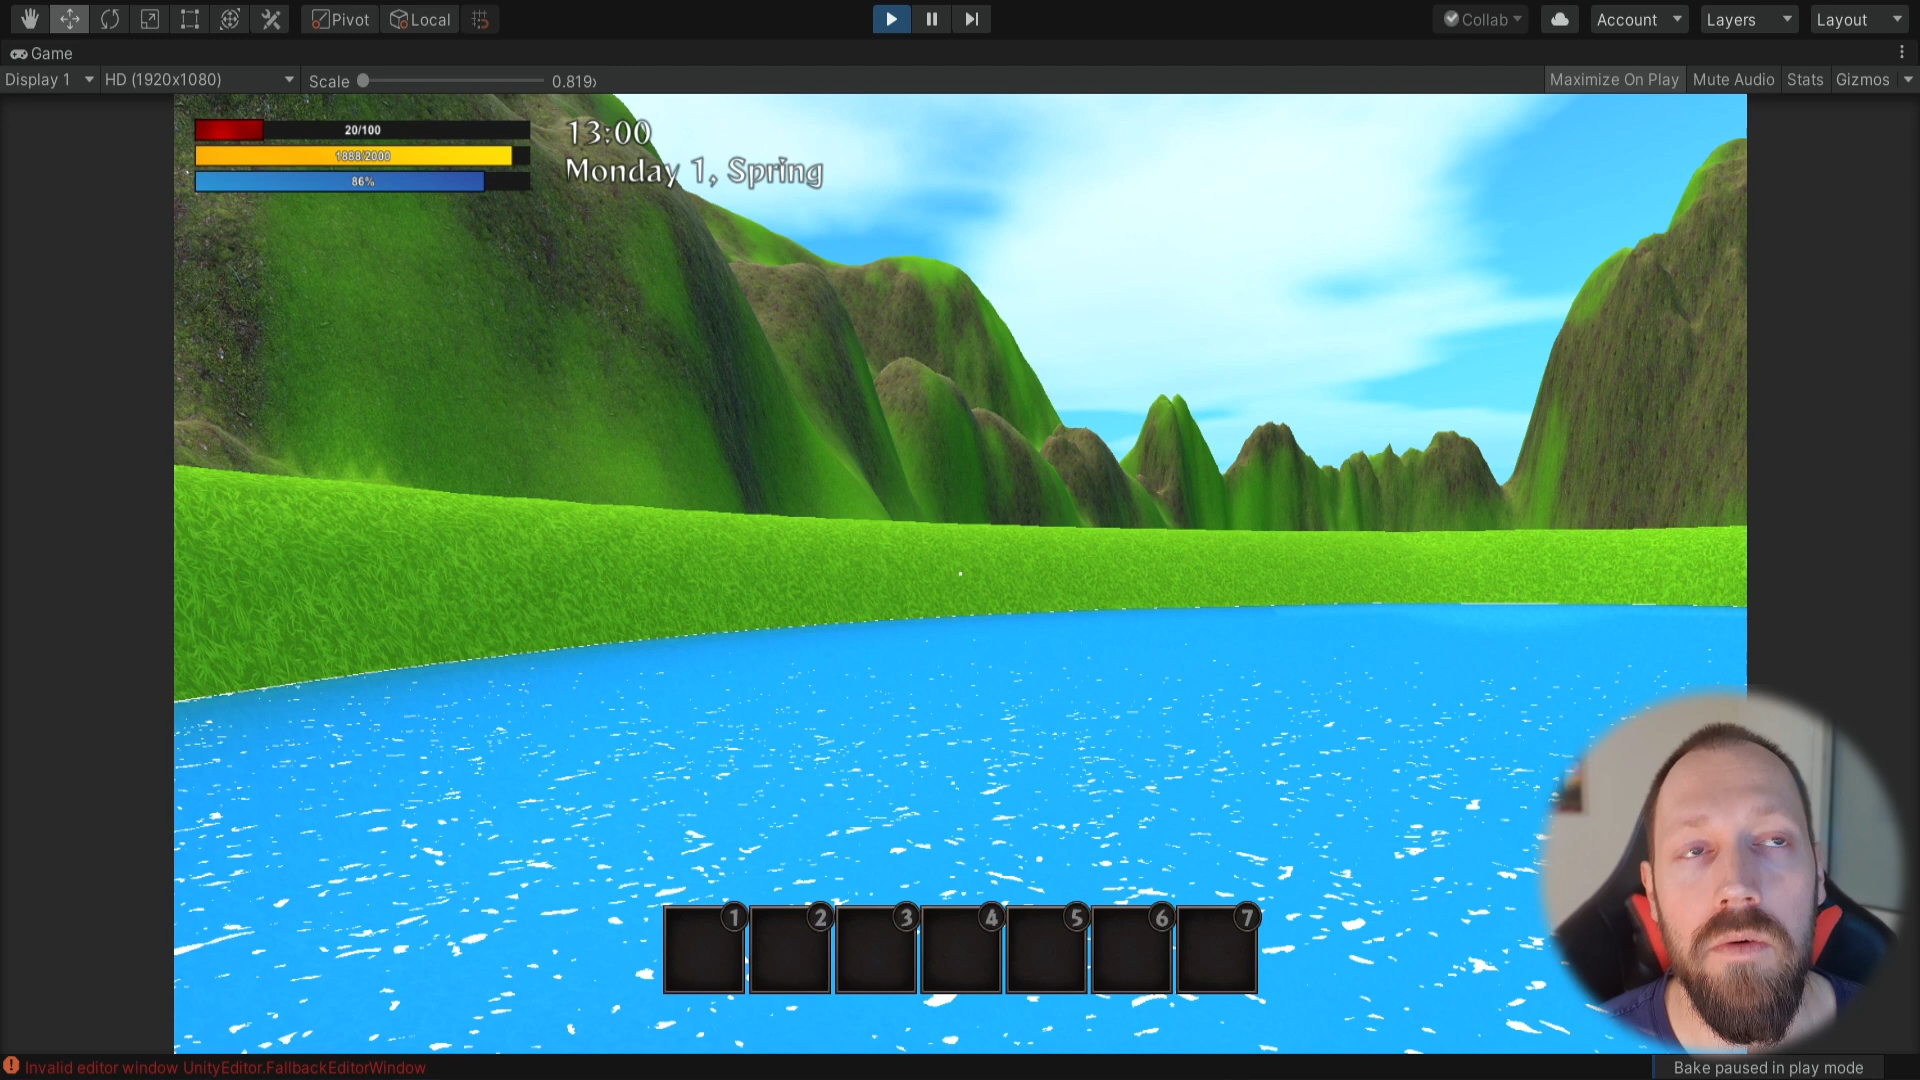 Pivot Local Collab Account Layers Layout
Game
Display 1 HD (1920x1080) Scale 0.819x Maximize On Play Mute Audio Stats Gizmos
20/100
13:00
1888/2000
Monday 1, Spring
86%
1 2 3 4 5 6 7
Invalid editor window UnityEditor.FallbackEditorWindow
Bake paused in play mode